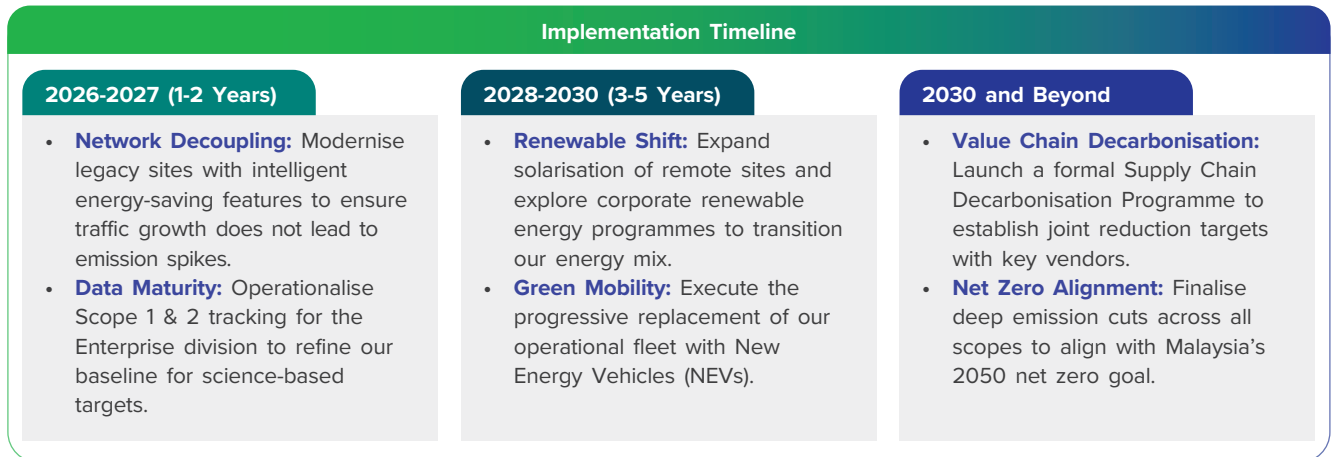 Implementation Timeline
2026-2027 (1-2 Years)
• Network Decoupling: Modernise
legacy sites with intelligent
energy-saving features to ensure
traffic growth does not lead to
emission spikes.
• Data Maturity: Operationalise
Scope 1 & 2 tracking for the
Enterprise division to refine our
baseline for science-based
targets.
2028-2030 (3-5 Years)
• Renewable Shift: Expand
solarisation of remote sites and
explore corporate renewable
energy programmes to transition
our energy mix.
• Green Mobility: Execute the
progressive replacement of our
operational fleet with New
Energy Vehicles (NEVs).
2030 and Beyond
• Value Chain Decarbonisation:
Launch a formal Supply Chain
Decarbonisation Programme to
establish joint reduction targets
with key vendors.
• Net Zero Alignment: Finalise
deep emission cuts across all
scopes to align with Malaysia’s
2050 net zero goal.